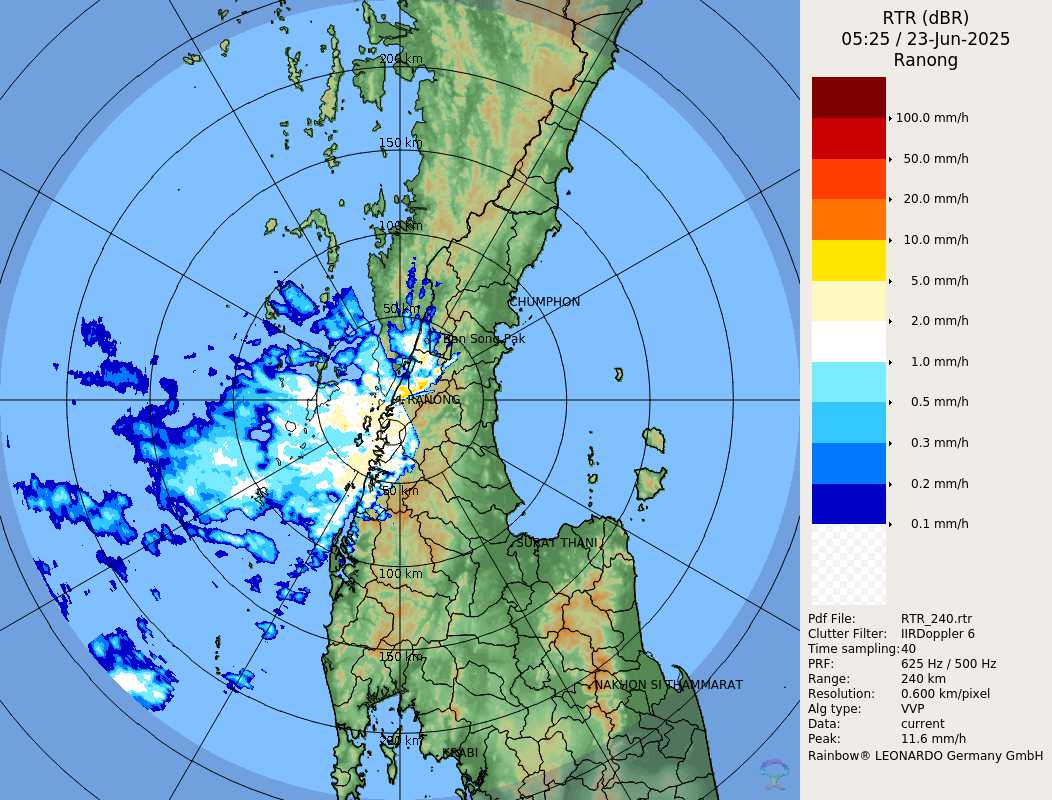 RTR (dBR)
05:25 / 23-Jun-2025
Ranong
100.0 mm/h
50.0 mm/h
20.0 mm/h
10.0 mm/h
5.0 mm/h
2.0 mm/h
1.0 mm/h
0.5 mm/h
0.3 mm/h
0.2 mm/h
0.1 mm/h
Pdf File: RTR_240.rtr
Clutter Filter: IIRDoppler 6
Time sampling:40
PRF: 625 Hz / 500 Hz
Range: 240 km
Resolution: 0.600 km/pixel
Alg type: VVP
Data: current
Peak: 11.6 mm/h
Rainbow® LEONARDO Germany GmbH
200 km
150 km
100 km
CHUMPHON
50 km
Ban Song Pak
RANONG
50 km
SURAT THANI
100 km
150 km
NAKHON SI THAMMARAT
200 km
KRABI